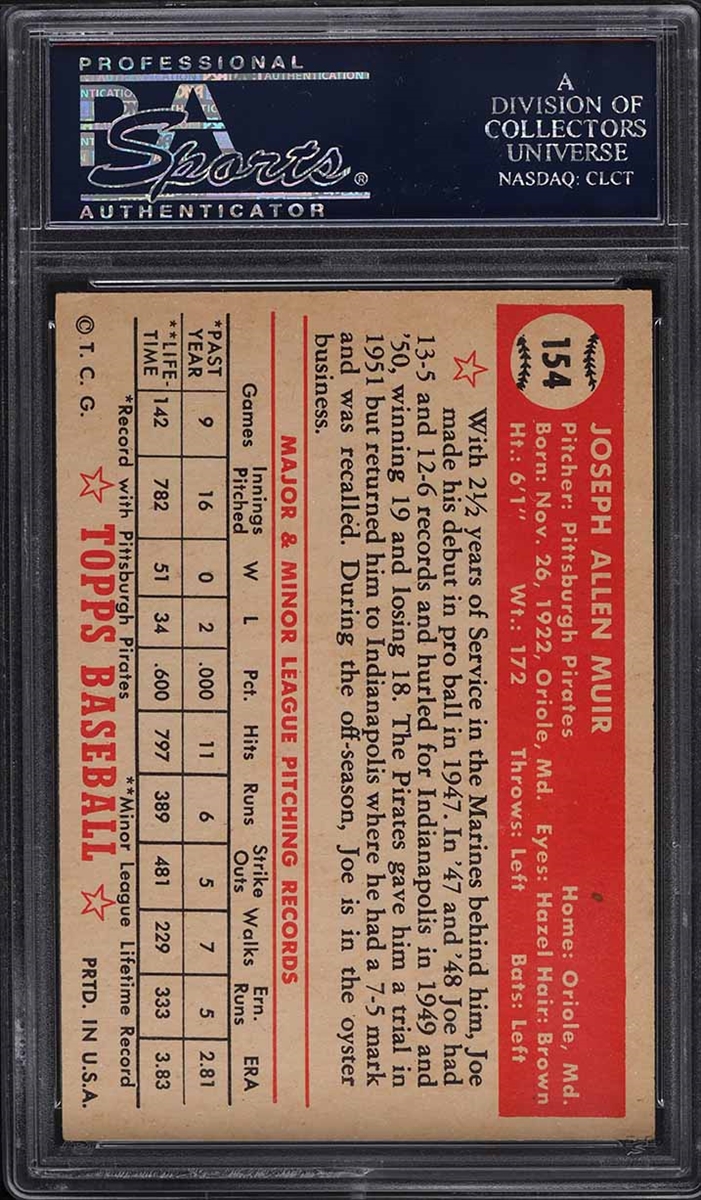 PROFESSIONAL
PSA
Sports®
AUTHENTICATOR
A
DIVISION OF
COLLECTORS
UNIVERSE
NASDAQ: CLCT
154
JOSEPH ALLEN MUIR
Pitcher: Pittsburgh Pirates Home: Oriole, Md.
Born: Nov. 26, 1922, Oriole, Md. Eyes: Hazel Hair: Brown
Ht.: 6'1" Wt.: 172 Throws: Left Bats: Left
With 2½ years of Service in the Marines behind him, Joe
made his debut in pro ball in 1947. In '47 and '48 Joe had
13-5 and 12-6 records and hurled for Indianapolis in 1949 and
'50, winning 19 and losing 18. The Pirates gave him a trial in
1951 but returned him to Indianapolis where he had a 7-5 mark
and was recalled. During the off-season, Joe is in the oyster
business.
MAJOR & MINOR LEAGUE PITCHING RECORDS
Games Innings Pitched W L Pct. Hits Runs Strike Outs Walks Ern. Runs ERA
*PAST YEAR 9 16 0 2 .000 11 6 5 7 5 2.81
**LIFE-TIME 142 782 51 34 .600 797 389 481 229 333 3.83
*Record with Pittsburgh Pirates **Minor League Lifetime Record
© T. C. G. TOPPS BASEBALL PRTD. IN U.S.A.